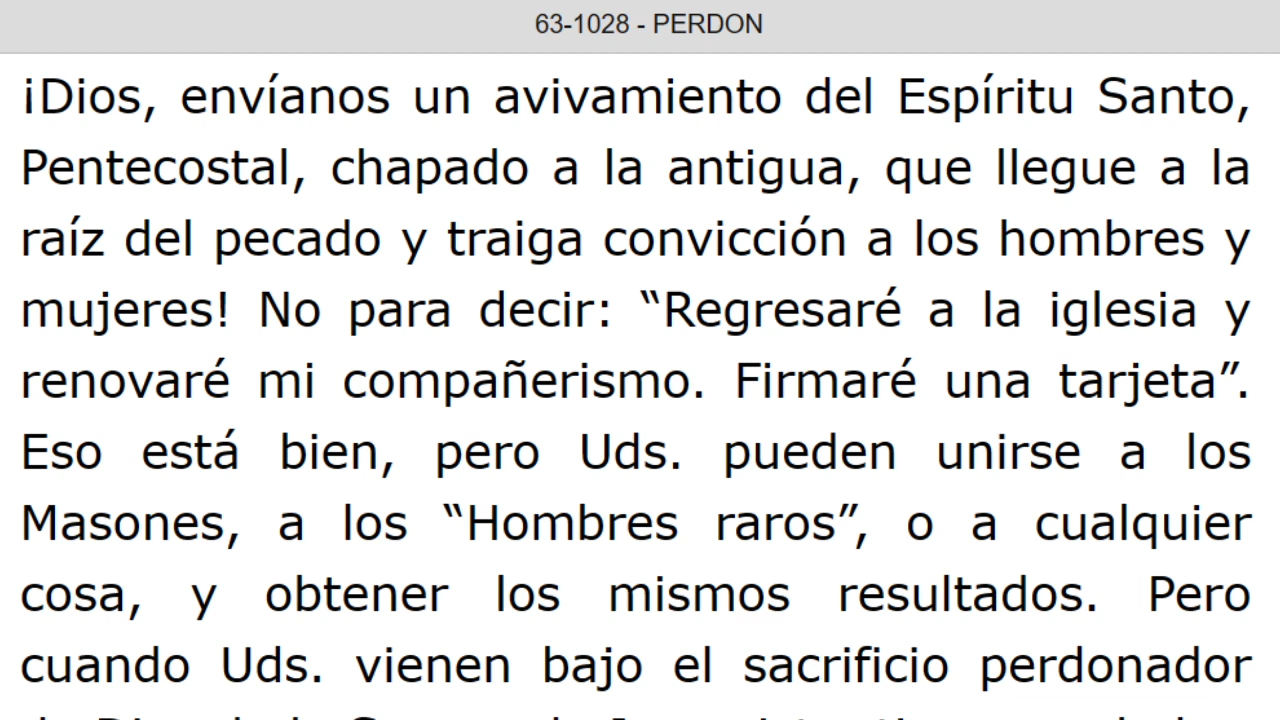 63-1028 - PERDON
¡Dios, envíanos un avivamiento del Espíritu Santo,
Pentecostal, chapado a la antigua, que llegue a la
raíz del pecado y traiga convicción a los hombres y
mujeres! No para decir: “Regresaré a la iglesia y
renovaré mi compañerismo. Firmaré una tarjeta”.
Eso está bien, pero Uds. pueden unirse a los
Masones, a los “Hombres raros”, o a cualquier
cosa, y obtener los mismos resultados. Pero
cuando Uds. vienen bajo el sacrificio perdonador